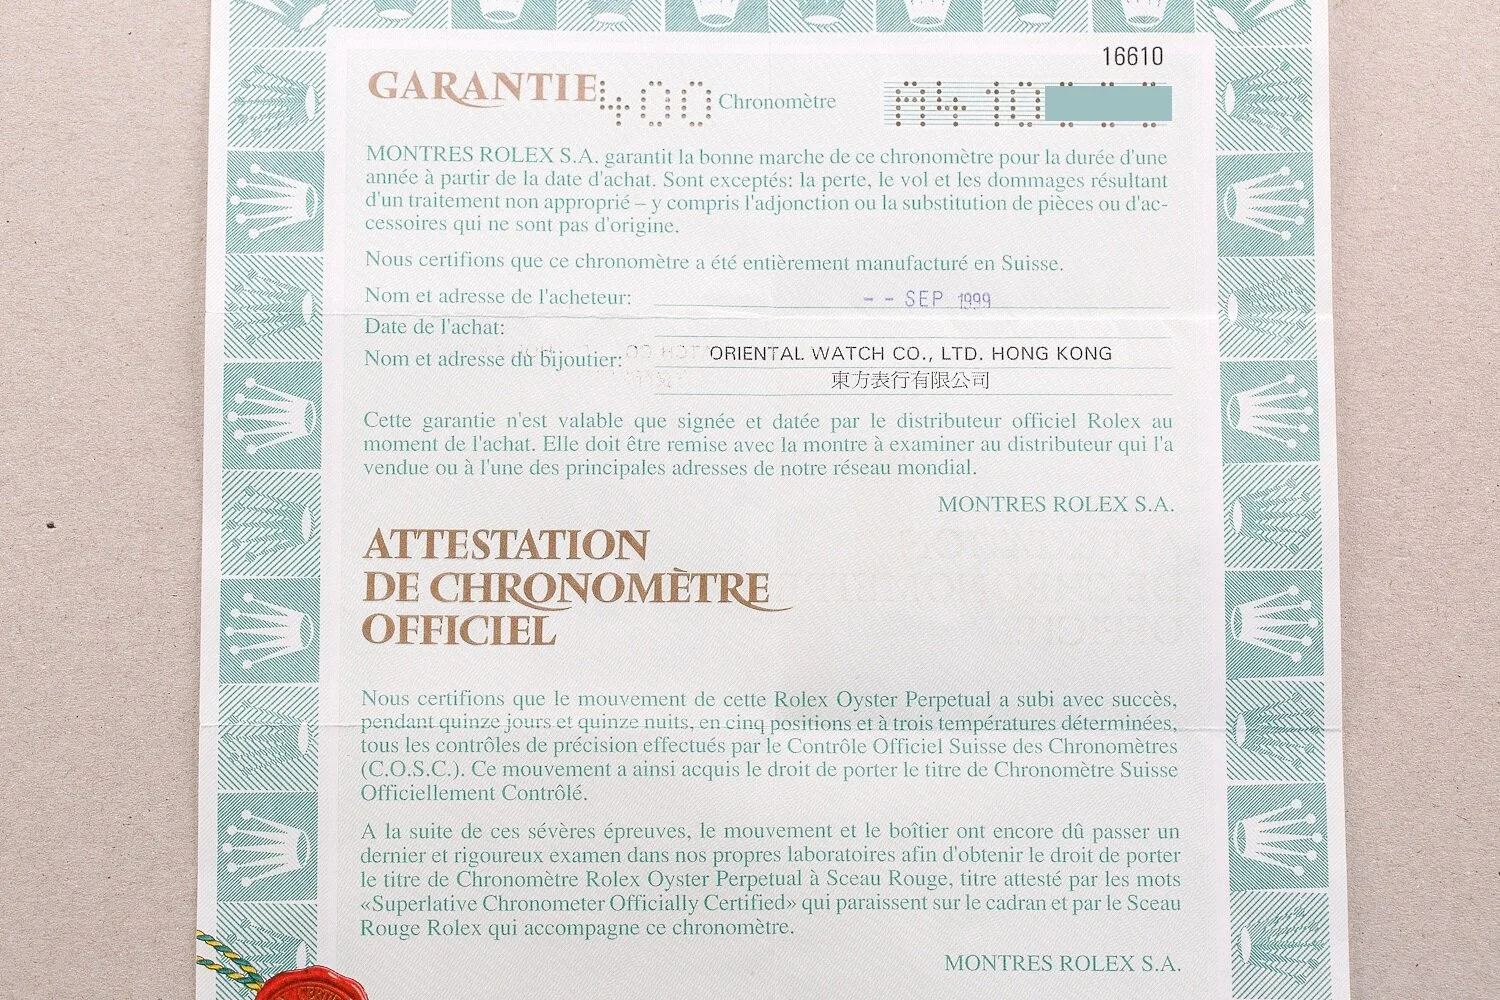 16610
GARANTIE 400 Chronomètre A410
MONTRES ROLEX S.A. garantit la bonne marche de ce chronomètre pour la durée d'une
année à partir de la date d'achat. Sont exceptés: la perte, le vol et les dommages résultant
d'un traitement non approprié – y compris l'adjonction ou la substitution de pièces ou d'ac-
cessoires qui ne sont pas d'origine.
Nous certifions que ce chronomètre a été entièrement manufacturé en Suisse.
Nom et adresse de l'acheteur: -- SEP 1999
Date de l'achat:
Nom et adresse du bijoutier: ORIENTAL WATCH CO., LTD. HONG KONG
東方表行有限公司
Cette garantie n'est valable que signée et datée par le distributeur officiel Rolex au
moment de l'achat. Elle doit être remise avec la montre à examiner au distributeur qui l'a
vendue ou à l'une des principales adresses de notre réseau mondial.
MONTRES ROLEX S.A.
ATTESTATION
DE CHRONOMÈTRE
OFFICIEL
Nous certifions que le mouvement de cette Rolex Oyster Perpetual a subi avec succès,
pendant quinze jours et quinze nuits, en cinq positions et à trois températures déterminées,
tous les contrôles de précision effectués par le Contrôle Officiel Suisse des Chronomètres
(C.O.S.C.). Ce mouvement a ainsi acquis le droit de porter le titre de Chronomètre Suisse
Officiellement Contrôlé.
A la suite de ces sévères épreuves, le mouvement et le boîtier ont encore dû passer un
dernier et rigoureux examen dans nos propres laboratoires afin d'obtenir le droit de porter
le titre de Chronomètre Rolex Oyster Perpetual à Sceau Rouge, titre attesté par les mots
«Superlative Chronometer Officially Certified» qui paraissent sur le cadran et par le Sceau
Rouge Rolex qui accompagne ce chronomètre.
MONTRES ROLEX S.A.